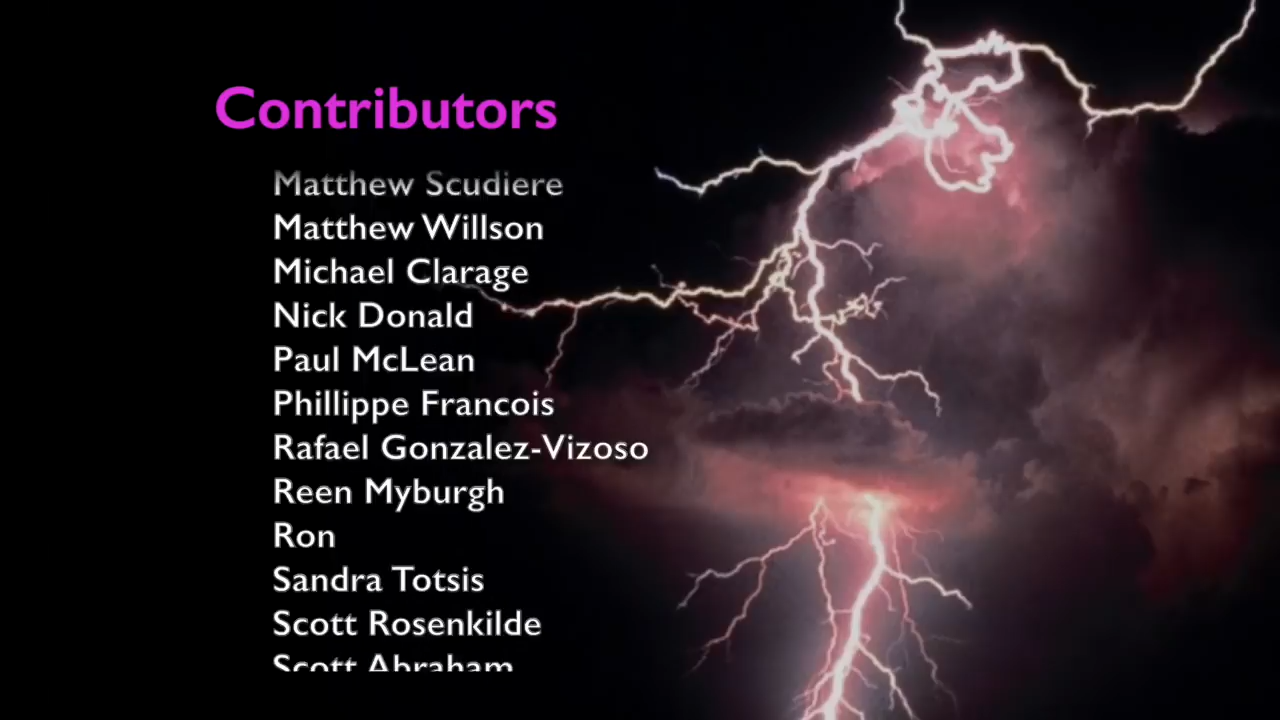 Contributors
Matthew Scudiere
Matthew Willson
Michael Clarage
Nick Donald
Paul McLean
Phillippe Francois
Rafael Gonzalez-Vizoso
Reen Myburgh
Ron
Sandra Totsis
Scott Rosenkilde
Scott Abraham